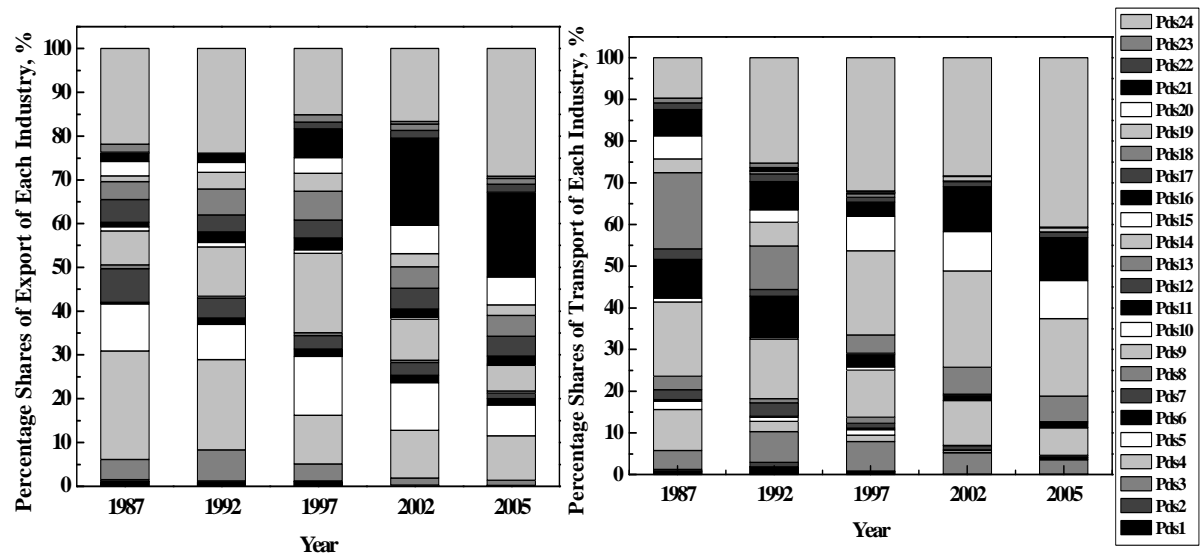 Percentage Shares of Export of Each Industry, %
100
90
80
70
60
50
40
30
20
10
0
1987 1992 1997 2002 2005
Year
Percentage Shares of Transport of Each Industry, %
100
90
80
70
60
50
40
30
20
10
0
1987 1992 1997 2002 2005
Year
Pds24
Pds23
Pds22
Pds21
Pds20
Pds19
Pds18
Pds17
Pds16
Pds15
Pds14
Pds13
Pds12
Pds11
Pds10
Pds9
Pds8
Pds7
Pds6
Pds5
Pds4
Pds3
Pds2
Pds1